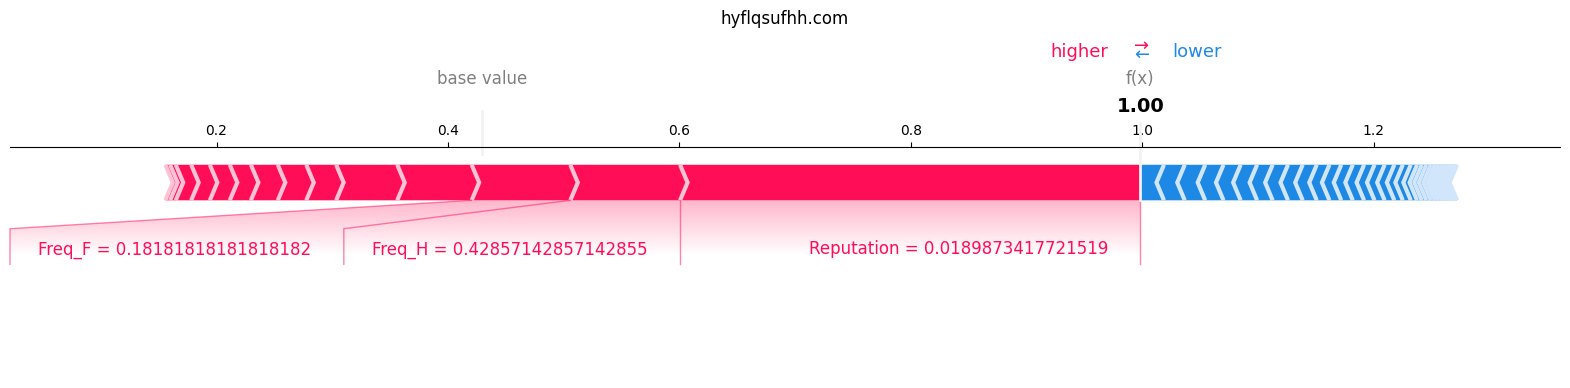 hyflqsufhh.com
higher → ← lower
base value
f(x)
1.00
0.2 0.4 0.6 0.8 1.0 1.2
Freq_F = 0.18181818181818182 Freq_H = 0.42857142857142855 Reputation = 0.0189873417721519